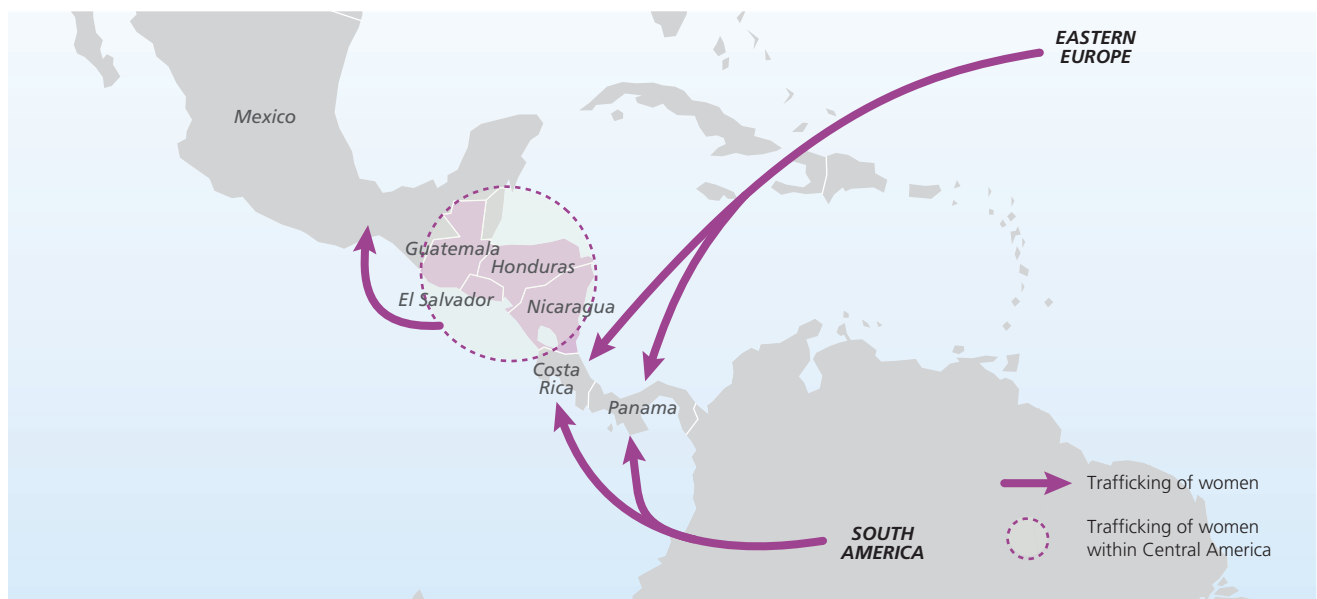 EASTERN
EUROPE
Mexico
Guatemala
Honduras
El Salvador
Nicaragua
Costa
Rica
Panama
SOUTH
AMERICA
Trafficking of women
Trafficking of women
within Central America